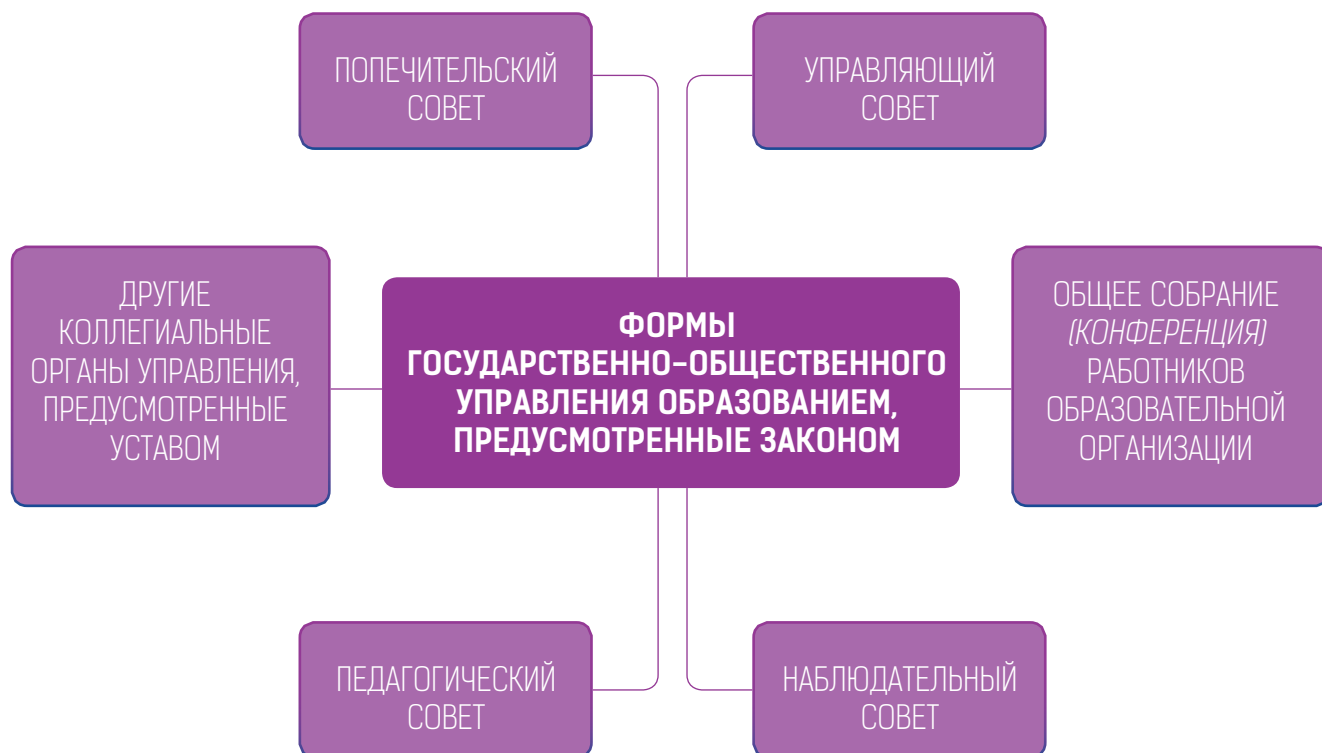 ПОПЕЧИТЕЛЬСКИЙ
СОВЕТ
УПРАВЛЯЮЩИЙ
СОВЕТ
ДРУГИЕ
КОЛЛЕГИАЛЬНЫЕ
ОРГАНЫ УПРАВЛЕНИЯ,
ПРЕДУСМОТРЕННЫЕ
УСТАВОМ
ФОРМЫ
ГОСУДАРСТВЕННО-ОБЩЕСТВЕННОГО
УПРАВЛЕНИЯ ОБРАЗОВАНИЕМ,
ПРЕДУСМОТРЕННЫЕ ЗАКОНОМ
ОБЩЕЕ СОБРАНИЕ
(КОНФЕРЕНЦИЯ)
РАБОТНИКОВ
ОБРАЗОВАТЕЛЬНОЙ
ОРГАНИЗАЦИИ
ПЕДАГОГИЧЕСКИЙ
СОВЕТ
НАБЛЮДАТЕЛЬНЫЙ
СОВЕТ